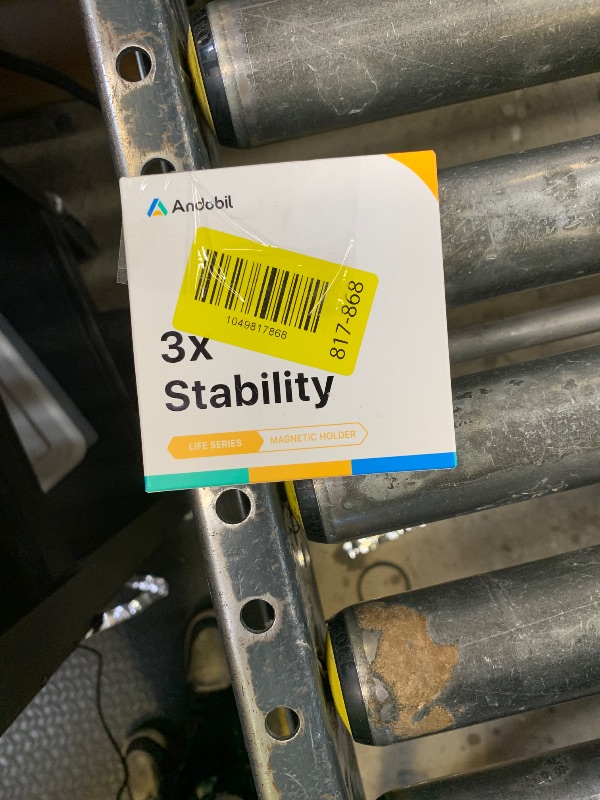 Andobil
1049817868
817-868
3x
Stability
LIFE SERIES
MAGNETIC HOLDER